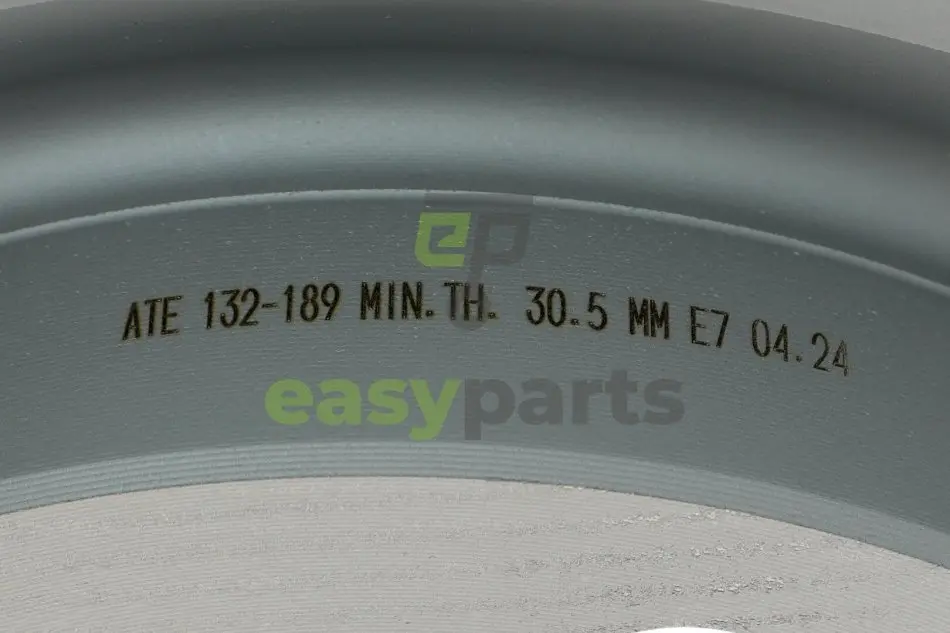 ep
ATE 132-189 MIN.TH. 30.5 MM E7 04.24
easyparts